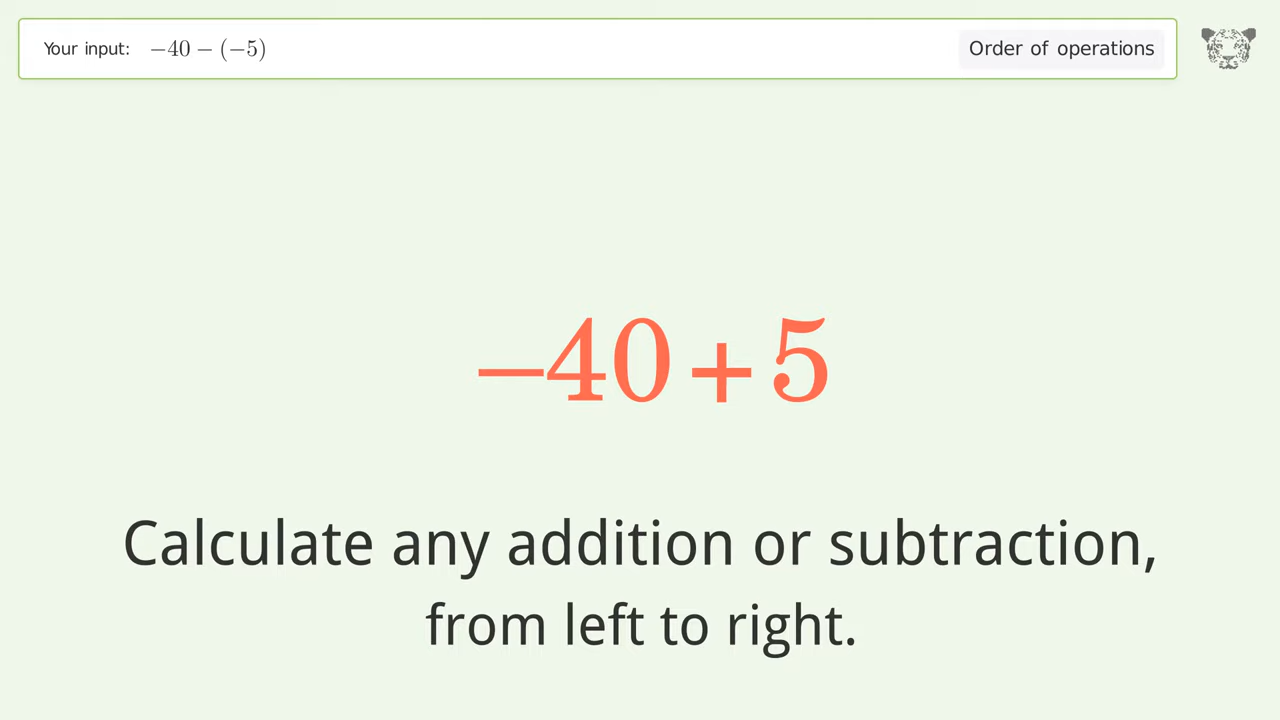 Your input: −40 − (−5) Order of operations
−40 + 5
Calculate any addition or subtraction,
from left to right.